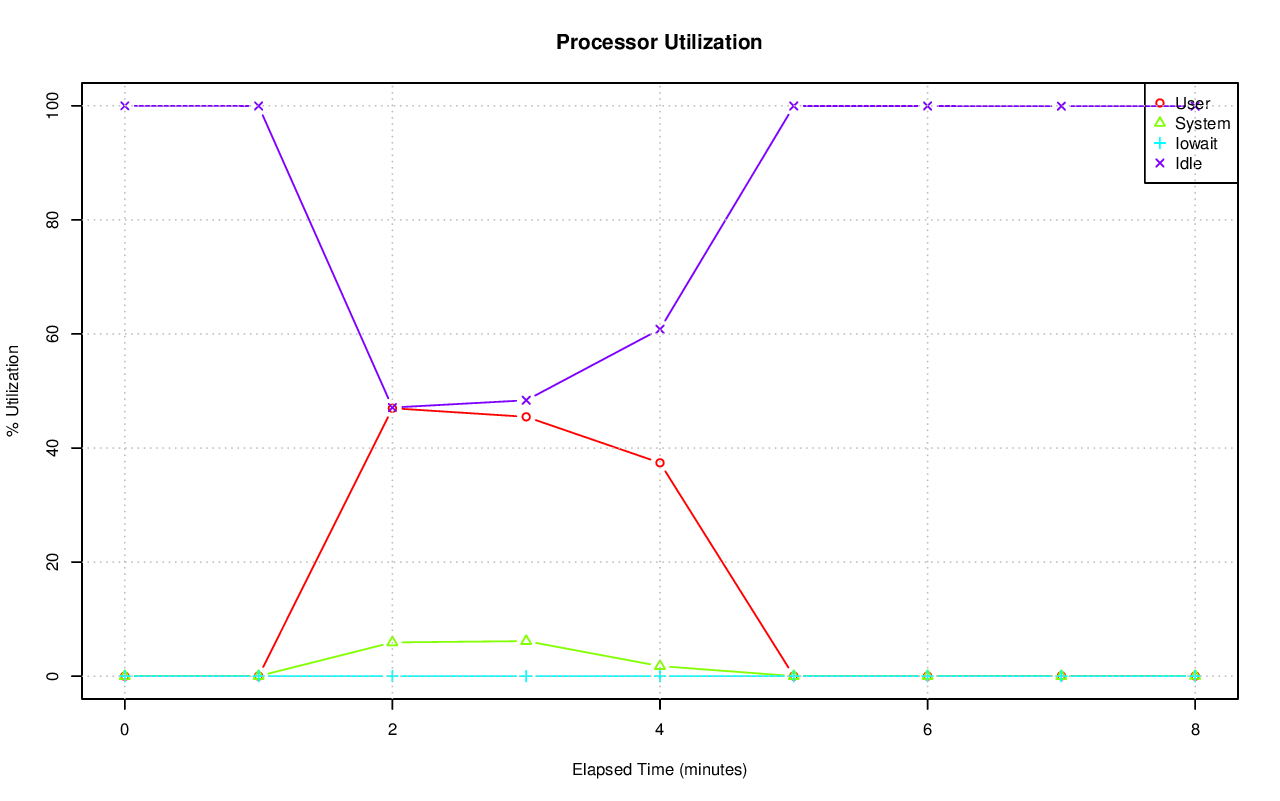 Processor Utilization
100
80
60
40
20
0
% Utilization
User
System
Iowait
Idle
0 2 4 6 8
Elapsed Time (minutes)